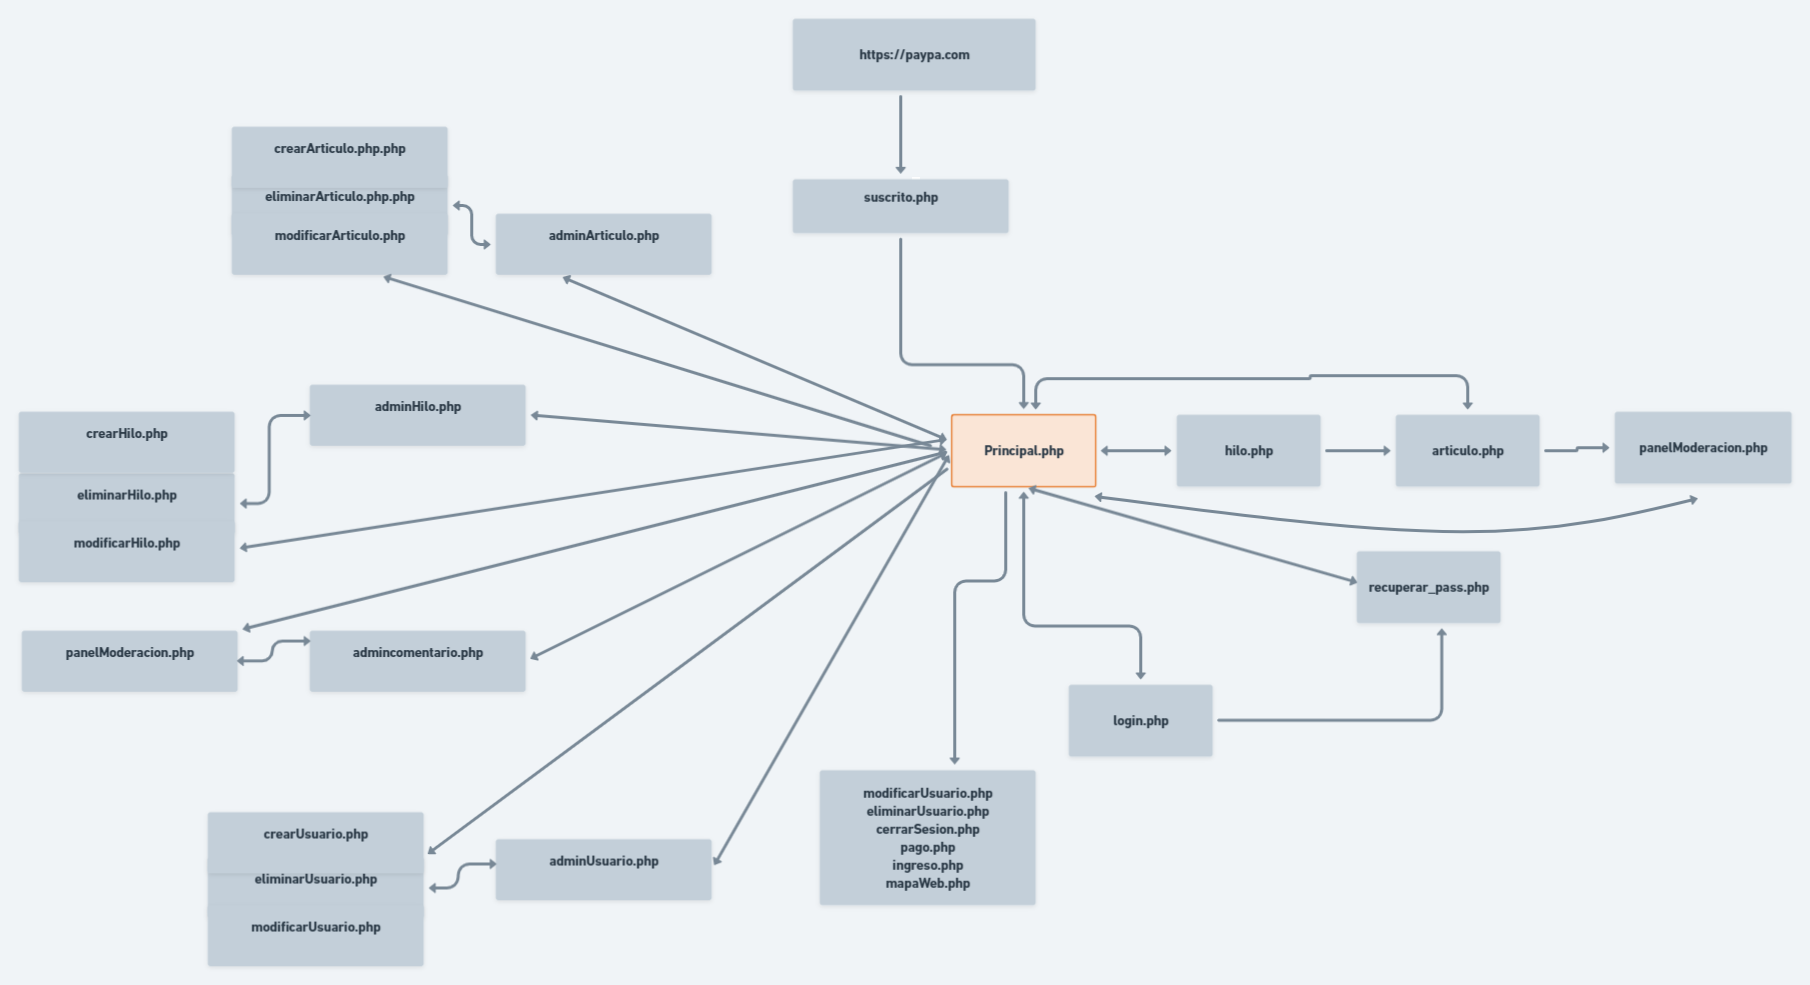 https://paypa.com
crearArticulo.php.php
eliminarArticulo.php.php
modificarArticulo.php
adminArticulo.php
suscrito.php
adminHilo.php
crearHilo.php
eliminarHilo.php
modificarHilo.php
Principal.php
hilo.php
articulo.php
panelModeracion.php
recuperar_pass.php
panelModeracion.php
admincomentario.php
login.php
modificarUsuario.php
eliminarUsuario.php
cerrarSesion.php
pago.php
ingreso.php
mapaWeb.php
crearUsuario.php
eliminarUsuario.php
modificarUsuario.php
adminUsuario.php